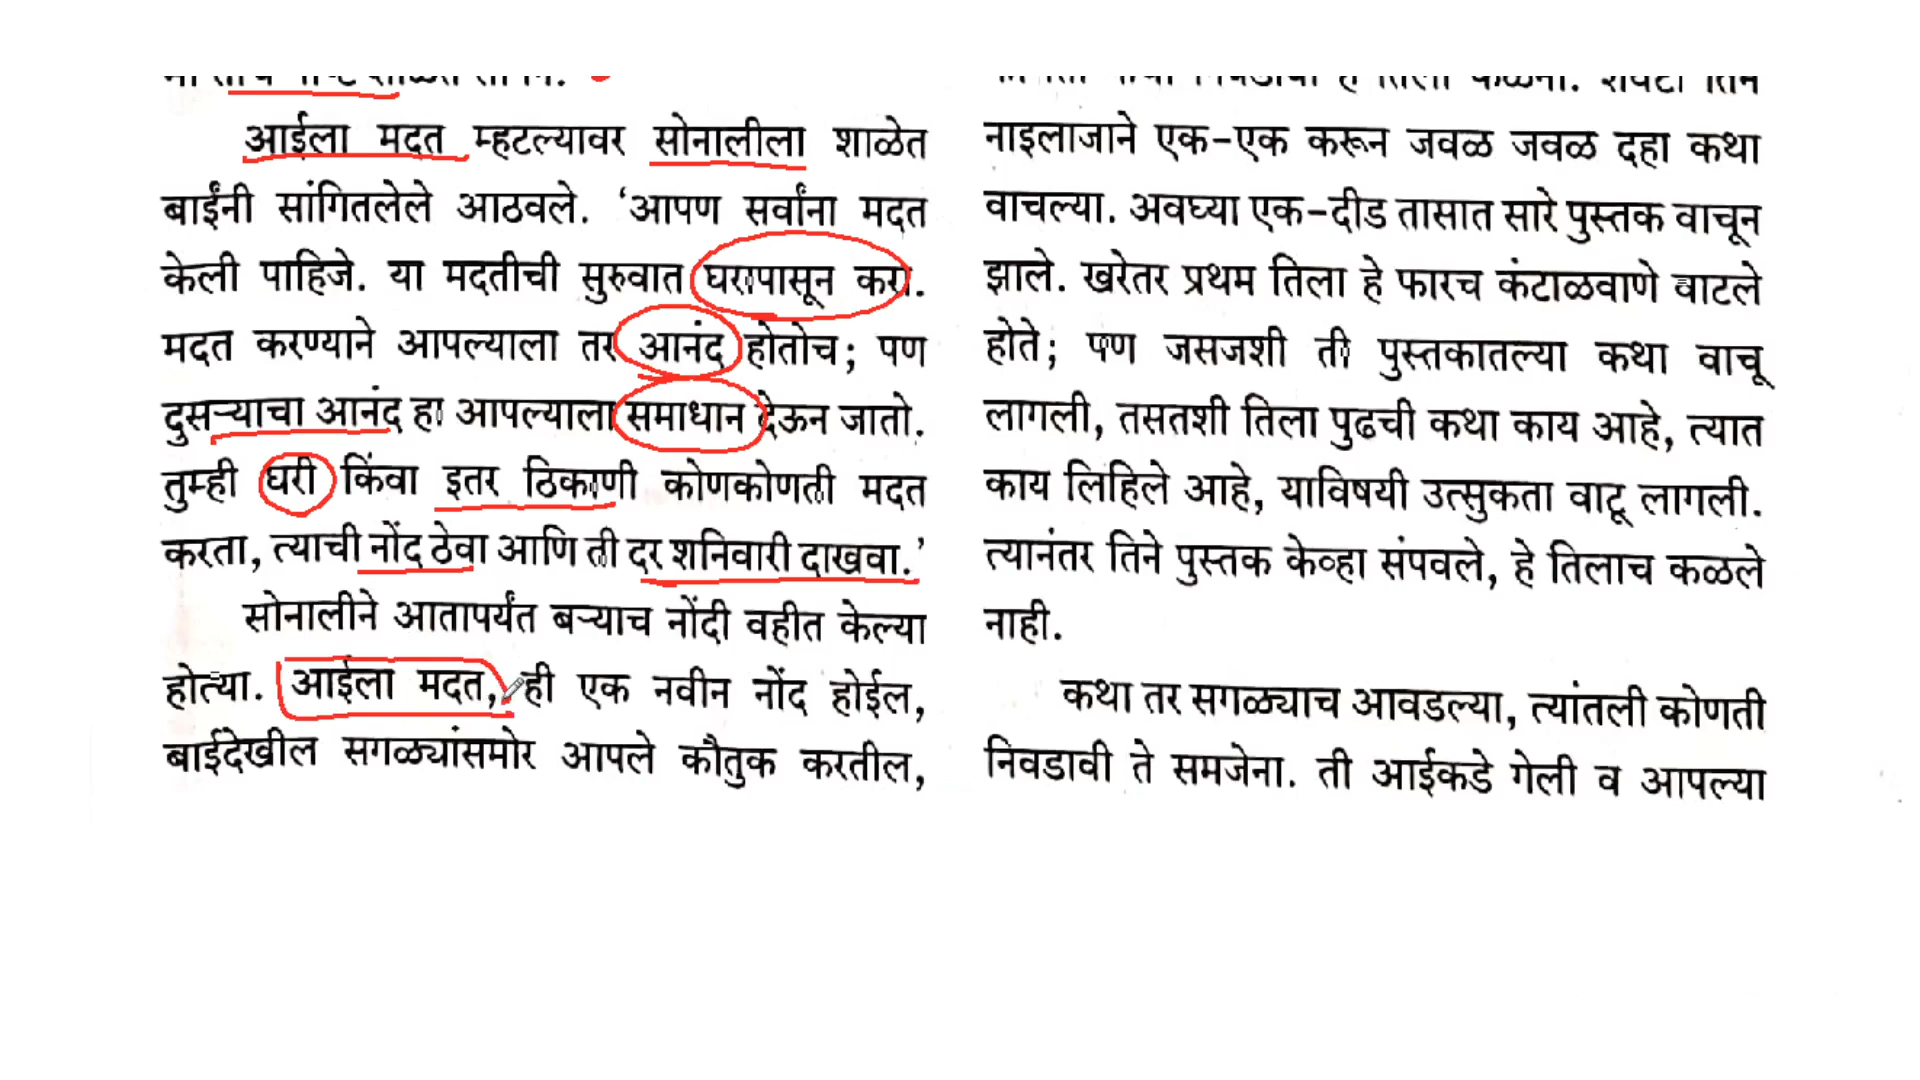 आईला मदत म्हटल्यावर सोनालीला शाळेत
बाईंनी सांगितलेले आठवले. ‘आपण सर्वांना मदत
केली पाहिजे. या मदतीची सुरुवात घरापासून करा.
मदत करण्याने आपल्याला तर आनंद होतोच; पण
दुसऱ्याचा आनंद हा आपल्याला समाधान देऊन जातो.
तुम्ही घरी किंवा इतर ठिकाणी कोणकोणती मदत
करता, त्याची नोंद ठेवा आणि ती दर शनिवारी दाखवा.’
सोनालीने आतापर्यंत बऱ्याच नोंदी वहीत केल्या
होत्या. आईला मदत, ही एक नवीन नोंद होईल,
बाईदेखील सगळ्यांसमोर आपले कौतुक करतील,
नाइलाजाने एक-एक करून जवळ जवळ दहा कथा
वाचल्या. अवघ्या एक-दीड तासात सारे पुस्तक वाचून
झाले. खरेतर प्रथम तिला हे फारच कंटाळवाणे वाटले
होते; पण जसजशी ती पुस्तकातल्या कथा वाचू
लागली, तसतशी तिला पुढची कथा काय आहे, त्यात
काय लिहिले आहे, याविषयी उत्सुकता वाटू लागली.
त्यानंतर तिने पुस्तक केव्हा संपवले, हे तिलाच कळले
नाही.
कथा तर सगळ्याच आवडल्या, त्यांतली कोणती
निवडावी ते समजेना. ती आईकडे गेली व आपल्या